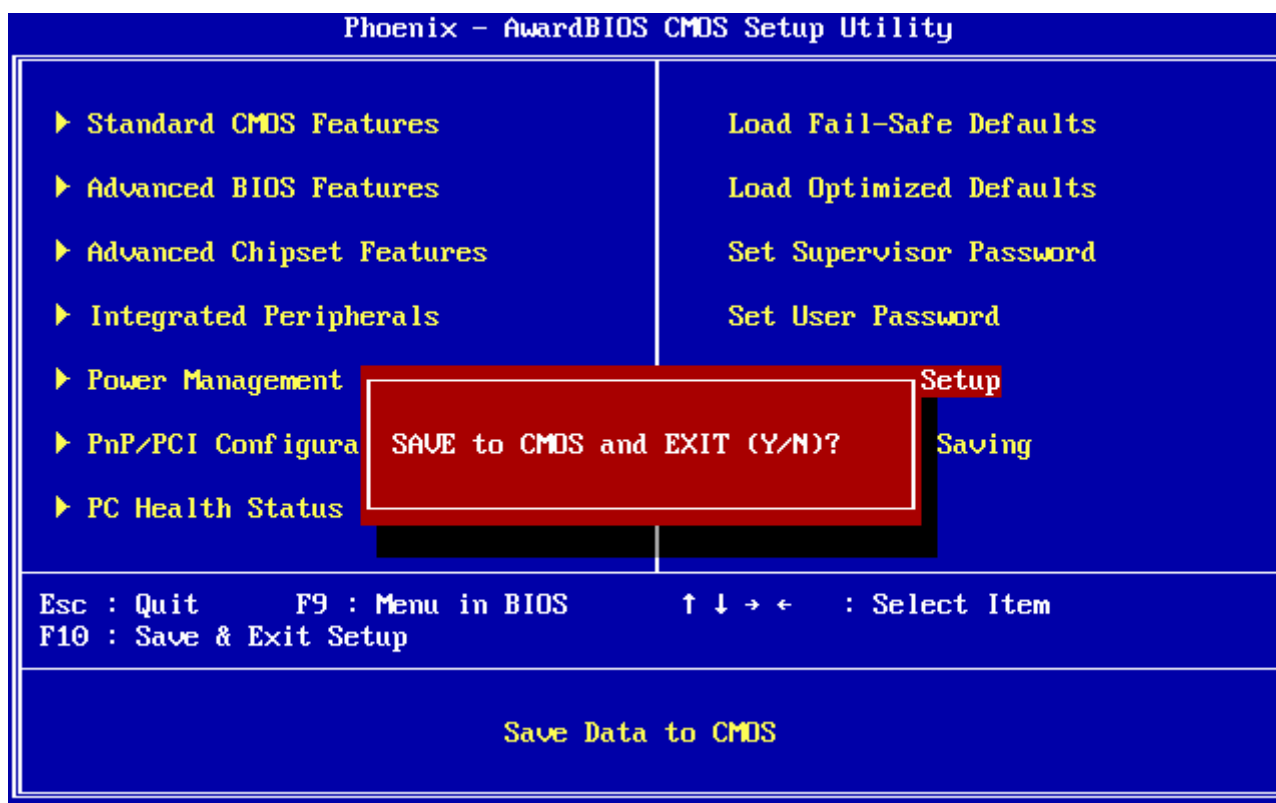 Phoenix - AwardBIOS CMOS Setup Utility
Standard CMOS Features
Advanced BIOS Features
Advanced Chipset Features
Integrated Peripherals
Power Management
PnP/PCI Configura
PC Health Status
Load Fail-Safe Defaults
Load Optimized Defaults
Set Supervisor Password
Set User Password
Setup
Saving
SAVE to CMOS and EXIT (Y/N)?
Esc : Quit F9 : Menu in BIOS ↑ ↓ → ← : Select Item
F10 : Save & Exit Setup
Save Data to CMOS